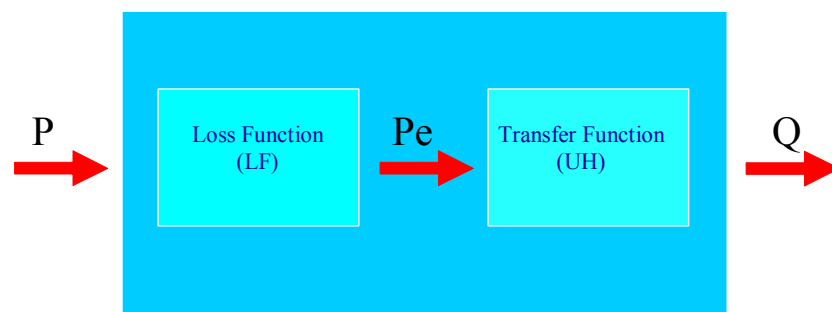 P
Loss Function
(LF)
Pe
Transfer Function
(UH)
Q